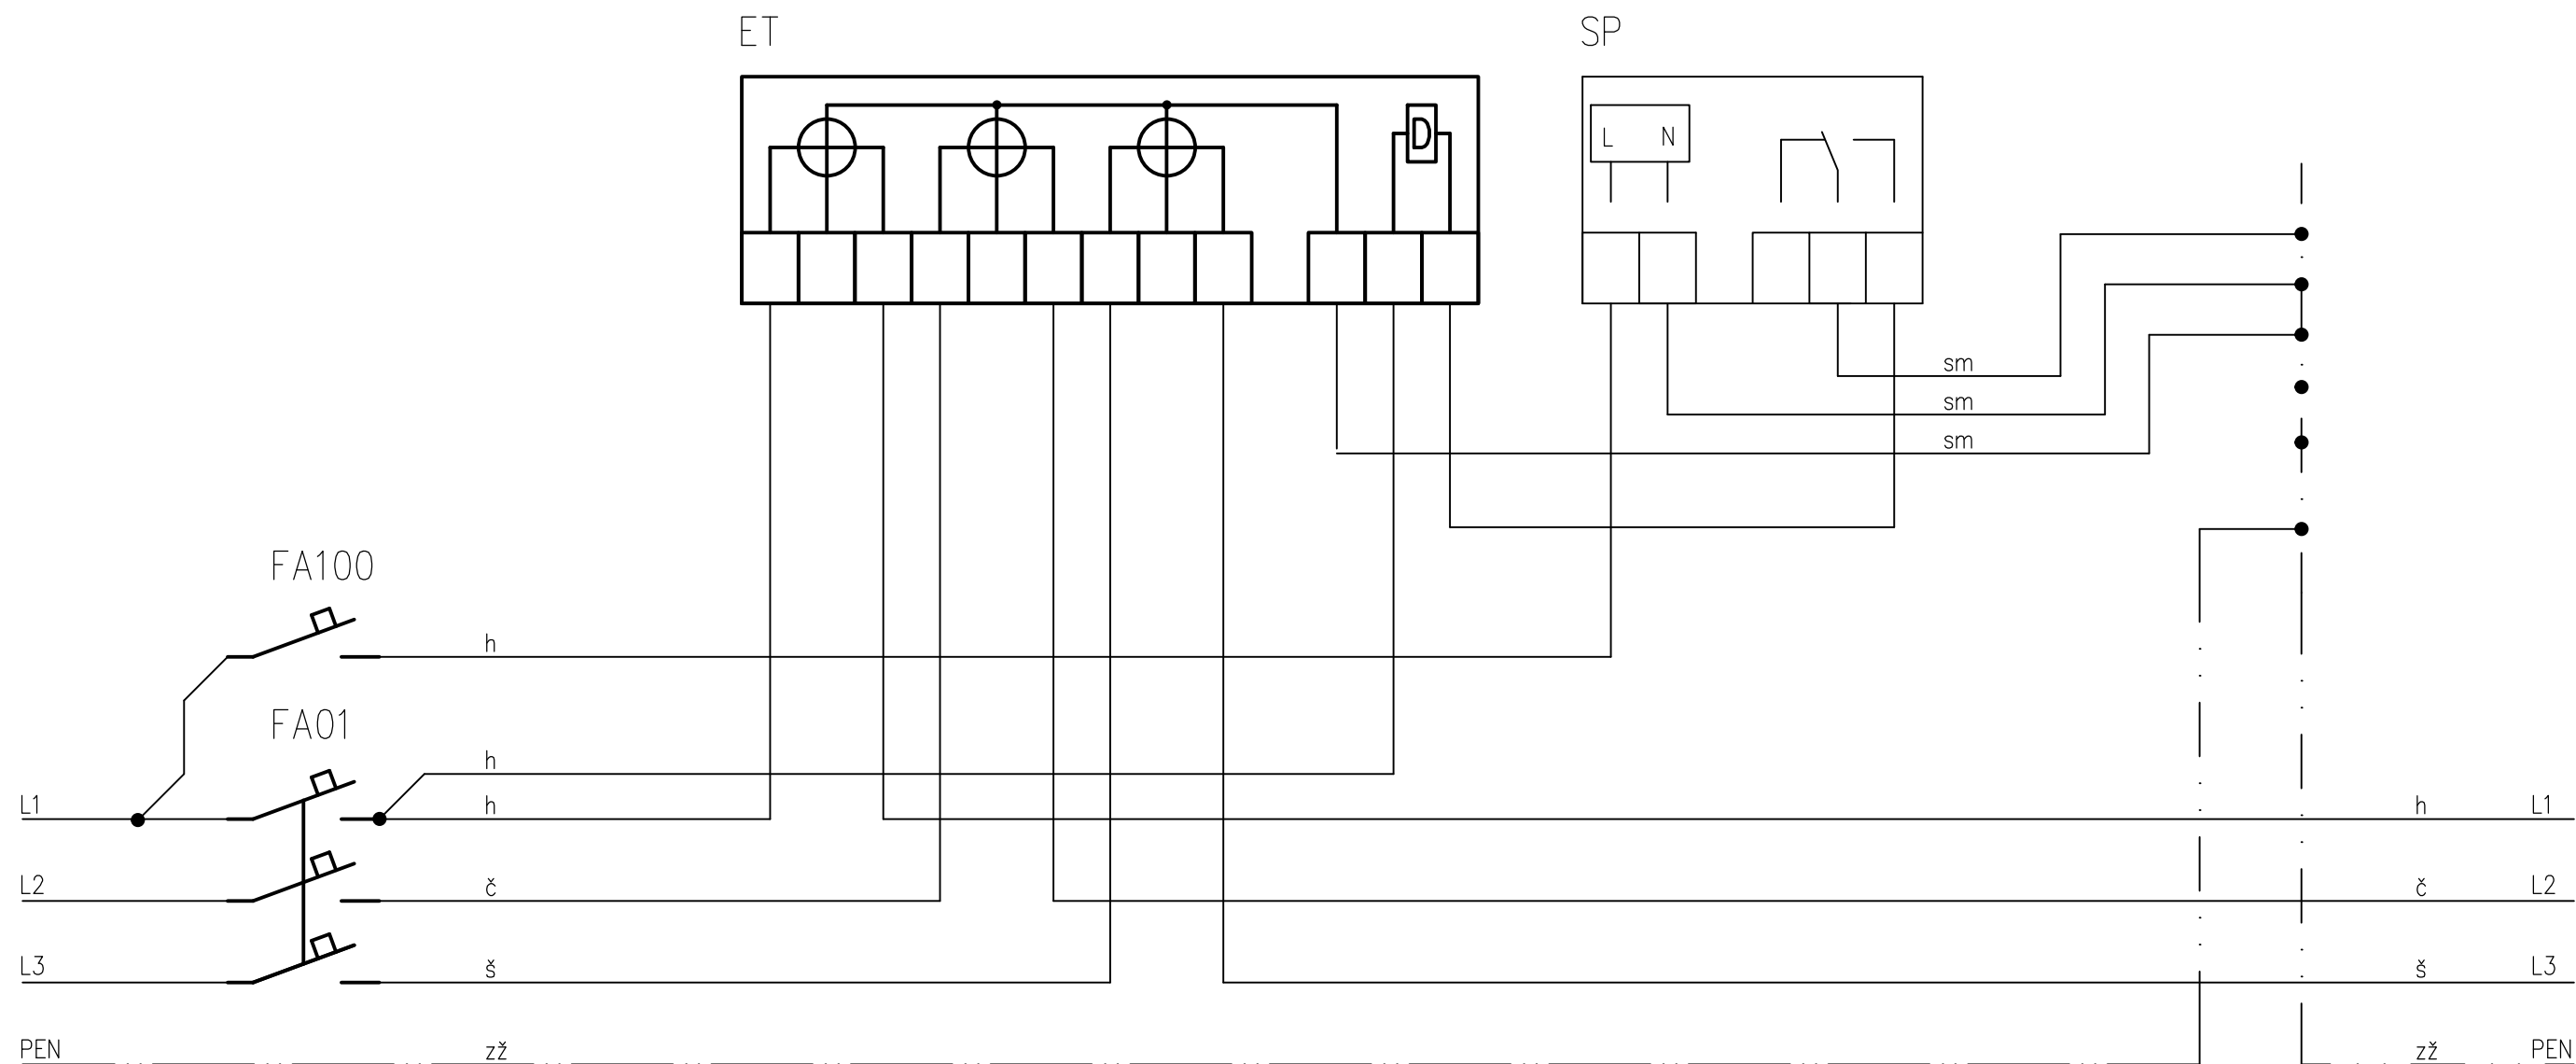 ET SP
L N
D
sm
sm
sm
FA100
h
FA01
h
L1 h h L1
L2 č č L2
L3 š š L3
PEN zž zž PEN